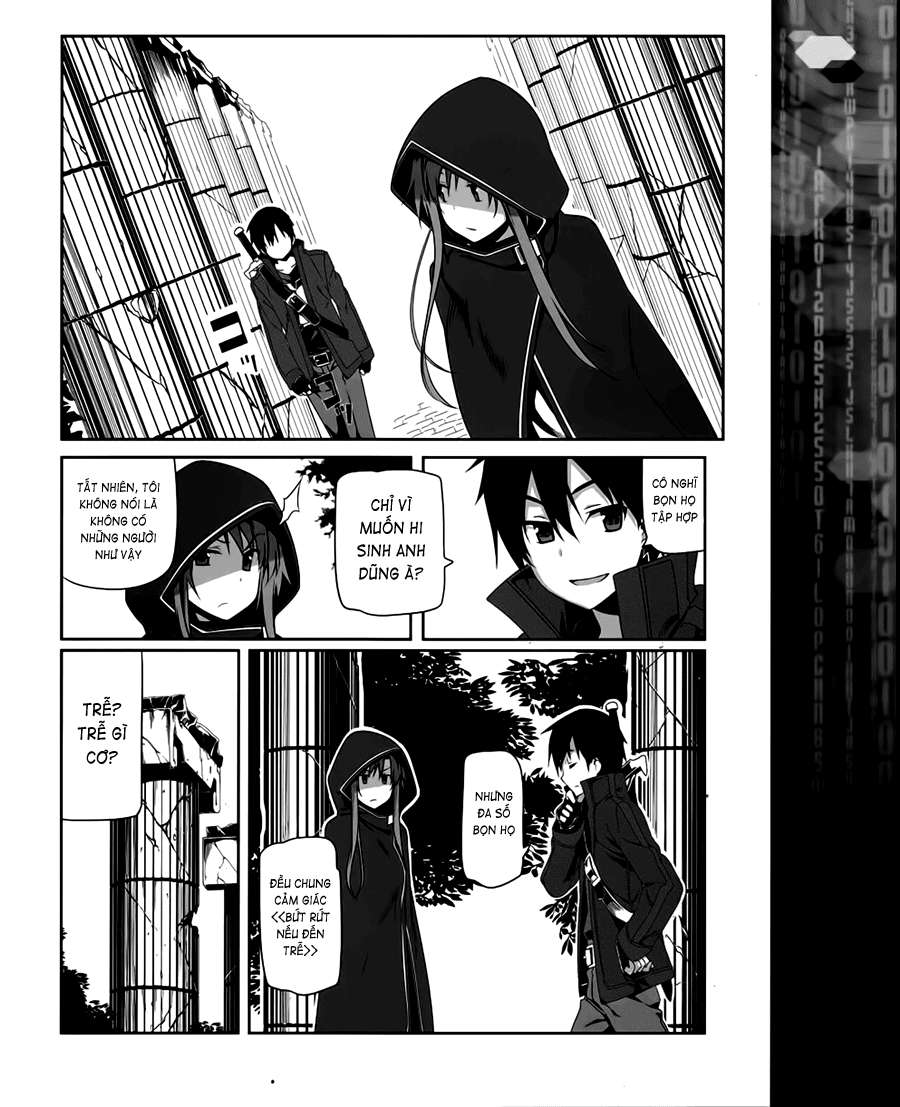 ニ
CÔ NGHĨ
BỌN HỌ
TẬP HỢP
CHỈ VÌ
MUỐN HI
SINH ANH
DŨNG À?
TẤT NHIÊN, TÔI
KHÔNG NÓI LÀ
KHÔNG CÓ
NHỮNG NGƯỜI
NHƯ VẬY
NHƯNG
ĐA SỐ
BỌN HỌ
ĐỀU CHUNG
CẢM GIÁC
<<BỨT RỨT
NẾU ĐẾN
TRỄ>>
TRỄ?
TRỄ GÌ
CƠ?